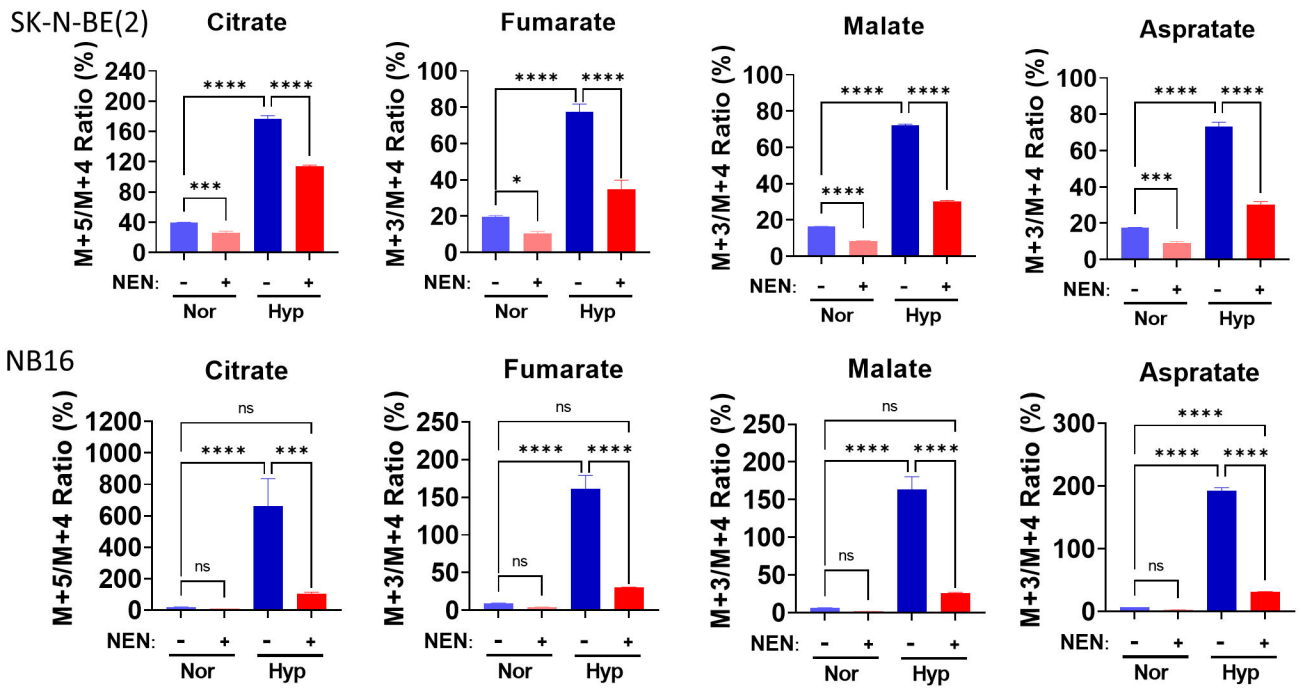 SK-N-BE(2)
Citrate
M+5/M+4 Ratio (%)
240
200
160
120
80
40
0
**** ****
***
NEN: - + - +
Nor Hyp
Fumarate
M+3/M+4 Ratio (%)
100
80
60
40
20
0
**** ****
*
NEN: - + - +
Nor Hyp
Malate
M+3/M+4 Ratio (%)
100
80
60
40
20
0
**** ****
****
NEN: - + - +
Nor Hyp
Aspratate
M+3/M+4 Ratio (%)
80
60
40
20
0
**** ****
***
NEN: - + - +
Nor Hyp
NB16
Citrate
M+5/M+4 Ratio (%)
1200
1000
800
600
400
200
0
ns
**** ***
ns
NEN: - + - +
Nor Hyp
Fumarate
M+3/M+4 Ratio (%)
250
200
150
100
50
0
ns
**** ****
ns
NEN: - + - +
Nor Hyp
Malate
M+3/M+4 Ratio (%)
250
200
150
100
50
0
ns
**** ****
ns
NEN: - + - +
Nor Hyp
Aspratate
M+3/M+4 Ratio (%)
300
200
100
0
****
**** ****
ns
NEN: - + - +
Nor Hyp